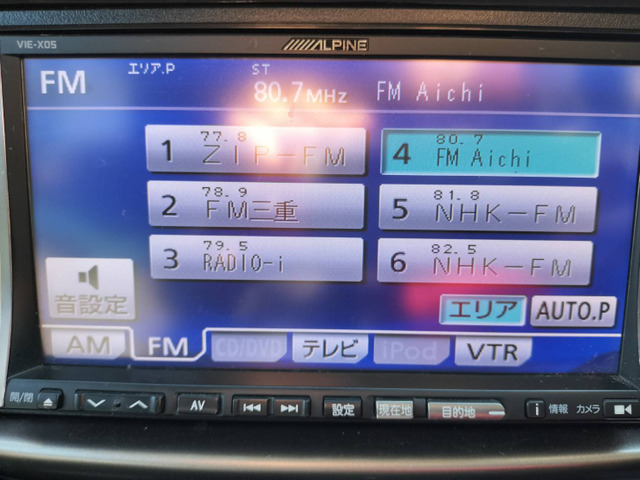 VIE-X05
ALPINE
FM エリア.P ST 80.7MHz FM Aichi
1 77.8 ZIP-FM
4 80.7 FM Aichi
2 78.9 FM三重
5 81.8 NHK-FM
3 79.5 RADIO-i
6 82.5 NHK-FM
音設定
エリア AUTO.P
AM FM CD/DVD テレビ iPod VTR
開/閉 AV 設定 現在地 目的地 i 情報 カメラ